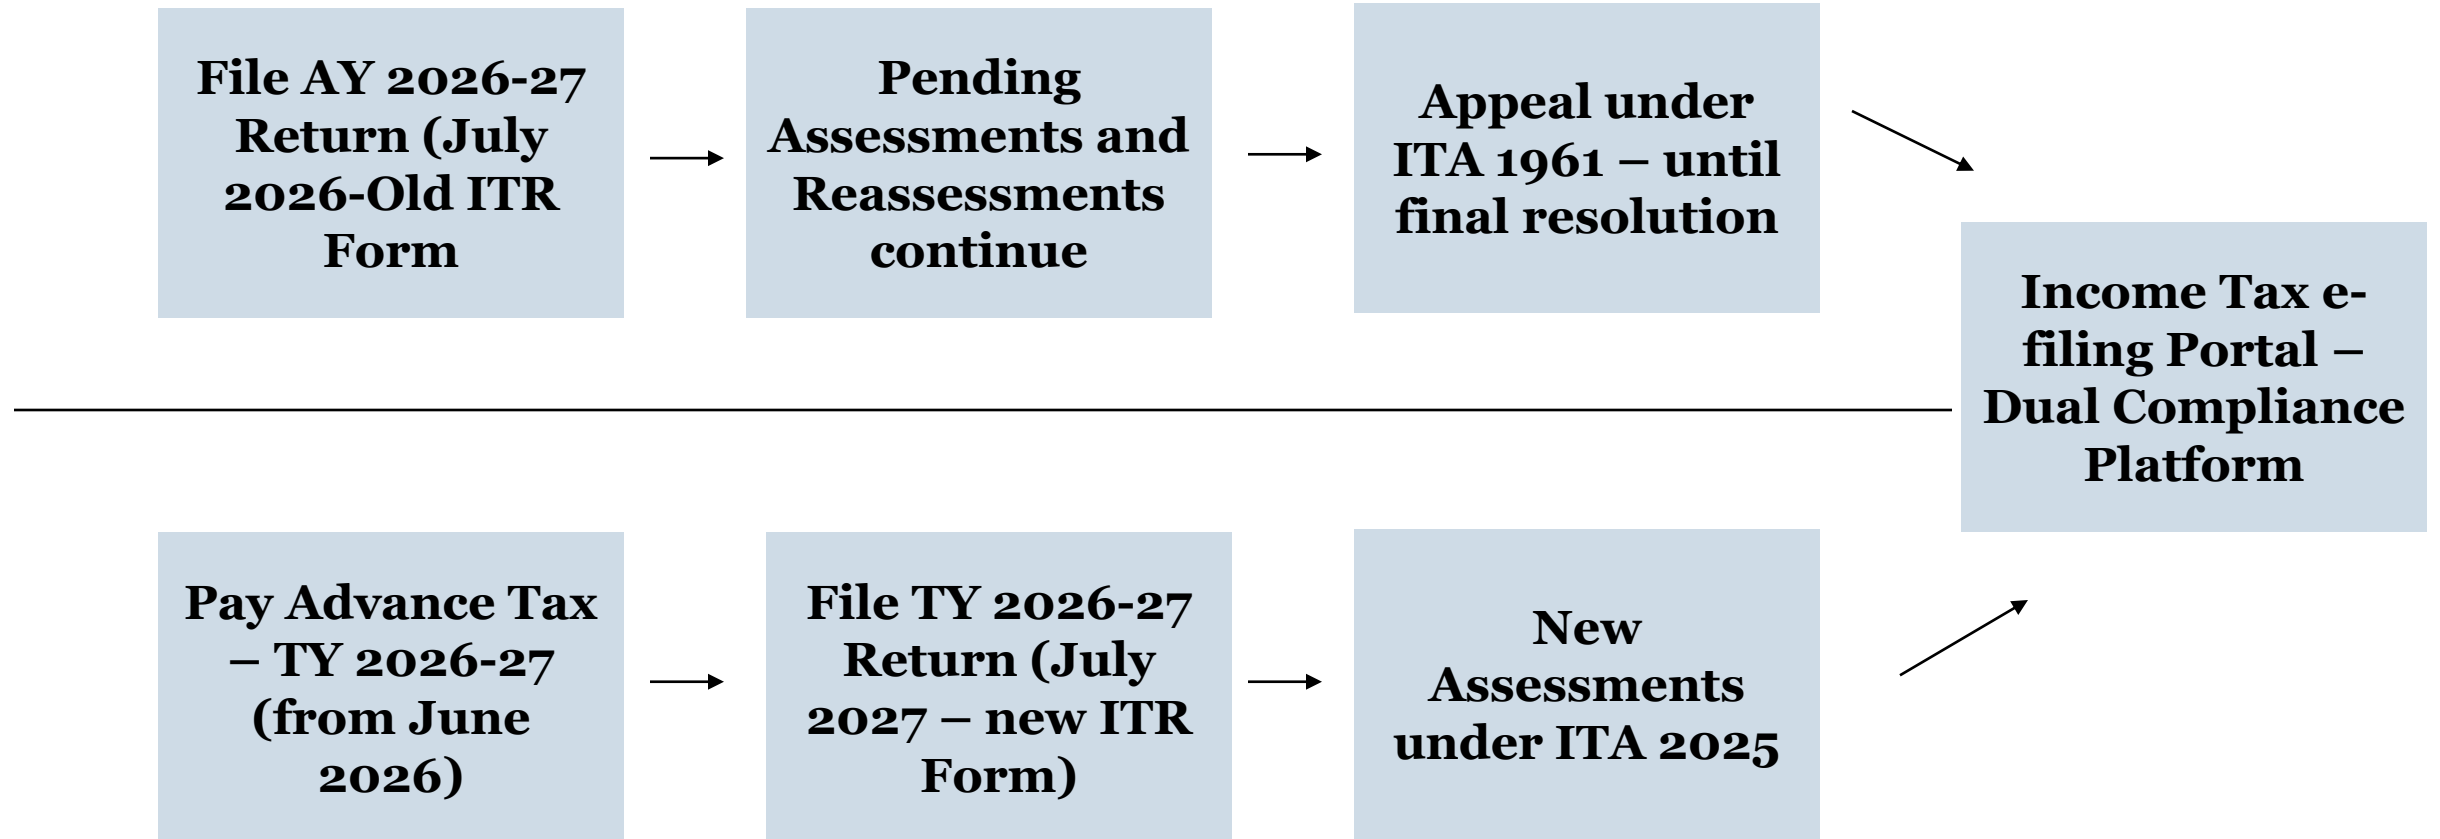 File AY 2026-27
Return (July
2026-Old ITR
Form
Pending
Assessments and
Reassessments
continue
Appeal under
ITA 1961 – until
final resolution
Income Tax e-
filing Portal –
Dual Compliance
Platform
Pay Advance Tax
– TY 2026-27
(from June
2026)
File TY 2026-27
Return (July
2027 – new ITR
Form)
New
Assessments
under ITA 2025